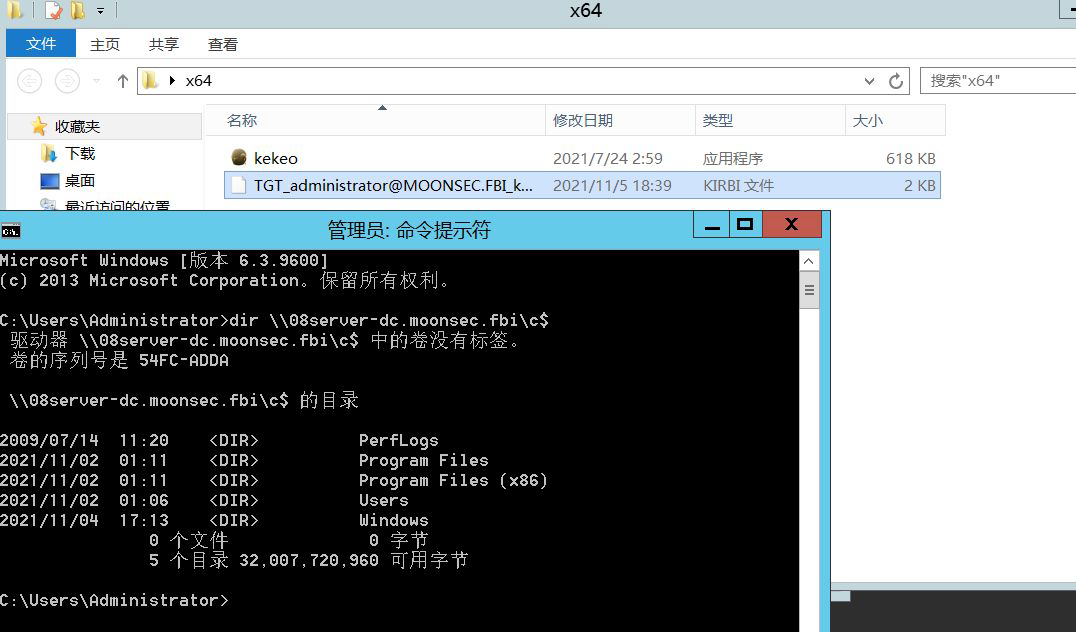 x64
文件 主页 共享 查看
x64 搜索"x64"
名称 修改日期 类型 大小
收藏夹
kekeo 2021/7/24 2:59 应用程序 618 KB
下载
TGT_administrator@MOONSEC.FBI_k... 2021/11/5 18:39 KIRBI 文件 2 KB
桌面
最近访问的位置
管理员: 命令提示符
Microsoft Windows [版本 6.3.9600]
(c) 2013 Microsoft Corporation。保留所有权利。
C:\Users\Administrator>dir \\08server-dc.moonsec.fbi\c$
驱动器 \\08server-dc.moonsec.fbi\c$ 中的卷没有标签。
卷的序列号是 54FC-ADDA
\\08server-dc.moonsec.fbi\c$ 的目录
2009/07/14 11:20 <DIR> PerfLogs
2021/11/02 01:11 <DIR> Program Files
2021/11/02 01:11 <DIR> Program Files (x86)
2021/11/02 01:06 <DIR> Users
2021/11/04 17:13 <DIR> Windows
0 个文件 0 字节
5 个目录 32,007,720,960 可用字节
C:\Users\Administrator>